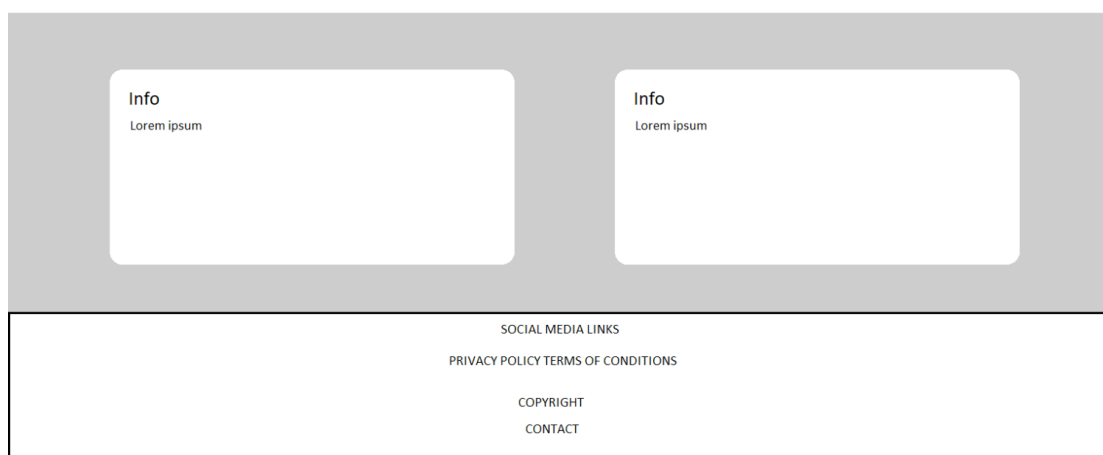 Info
Lorem ipsum
Info
Lorem ipsum
SOCIAL MEDIA LINKS
PRIVACY POLICY TERMS OF CONDITIONS
COPYRIGHT
CONTACT